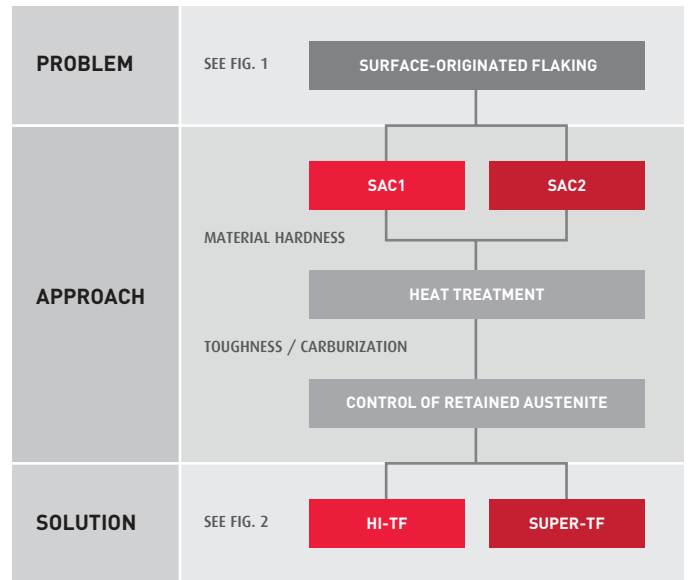 PROBLEM
SEE FIG. 1
SURFACE-ORIGINATED FLAKING
SAC1
SAC2
MATERIAL HARDNESS
APPROACH
HEAT TREATMENT
TOUGHNESS / CARBURIZATION
CONTROL OF RETAINED AUSTENITE
SOLUTION
SEE FIG. 2
HI-TF
SUPER-TF